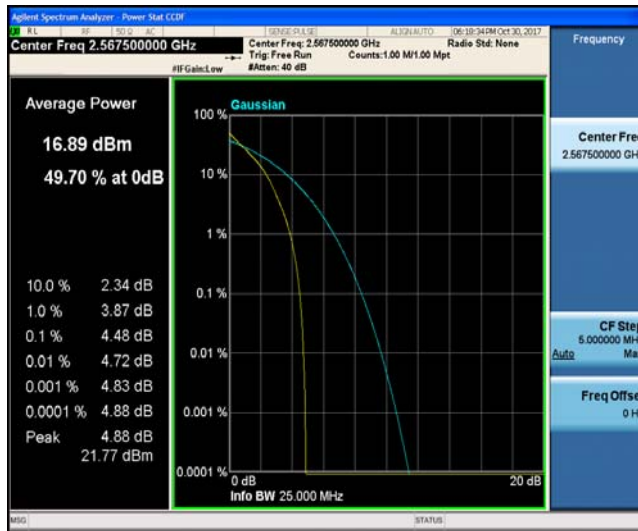 Agilent Spectrum Analyzer - Power Stat CCDF
RL RF 50 Ω AC SENSE:PULSE ALIGN AUTO 06:18:34 PM Oct 30, 2017
Center Freq 2.567500000 GHz
Center Freq: 2.567500000 GHz Radio Std: None
Trig: Free Run Counts:1.00 M/1.00 Mpt
#IFGain:Low #Atten: 40 dB
Frequency
Average Power
16.89 dBm
49.70 % at 0dB
10.0 % 2.34 dB
1.0 % 3.87 dB
0.1 % 4.48 dB
0.01 % 4.72 dB
0.001 % 4.83 dB
0.0001 % 4.88 dB
Peak 4.88 dB
21.77 dBm
Gaussian
100 %
10 %
1 %
0.1 %
0.01 %
0.001 %
0.0001 %
0 dB 20 dB
Info BW 25.000 MHz
Center Fre
2.567500000 GH
CF Step
5.000000 MH
Auto Ma
Freq Offse
0 H
MSG STATUS